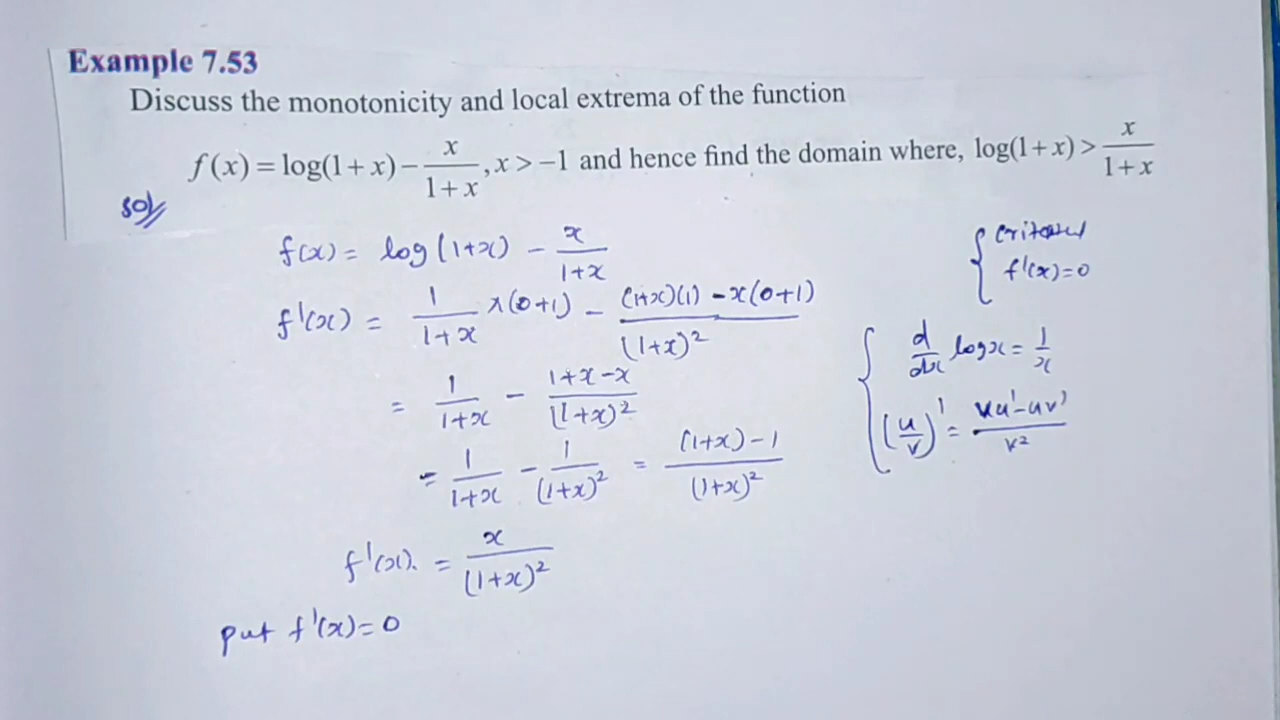 Example 7.53
Discuss the monotonicity and local extrema of the function
f(x) = log(1+x) − x/(1+x), x > −1 and hence find the domain where, log(1+x) > x/(1+x)
sol
f(x) = log(1+x) - x/(1+x)
f'(x) = 1/(1+x) x(0+1) - ((1+x)(1) - x(0+1))/(1+x)²
= 1/(1+x) - (1+x-x)/(1+x)²
= 1/(1+x) - 1/(1+x)² = ((1+x)-1)/(1+x)²
f'(x) = x/(1+x)²
put f'(x)=0
f'(x)=0
d/dx logx = 1/x
(u/v)' = (vu'-uv')/v²